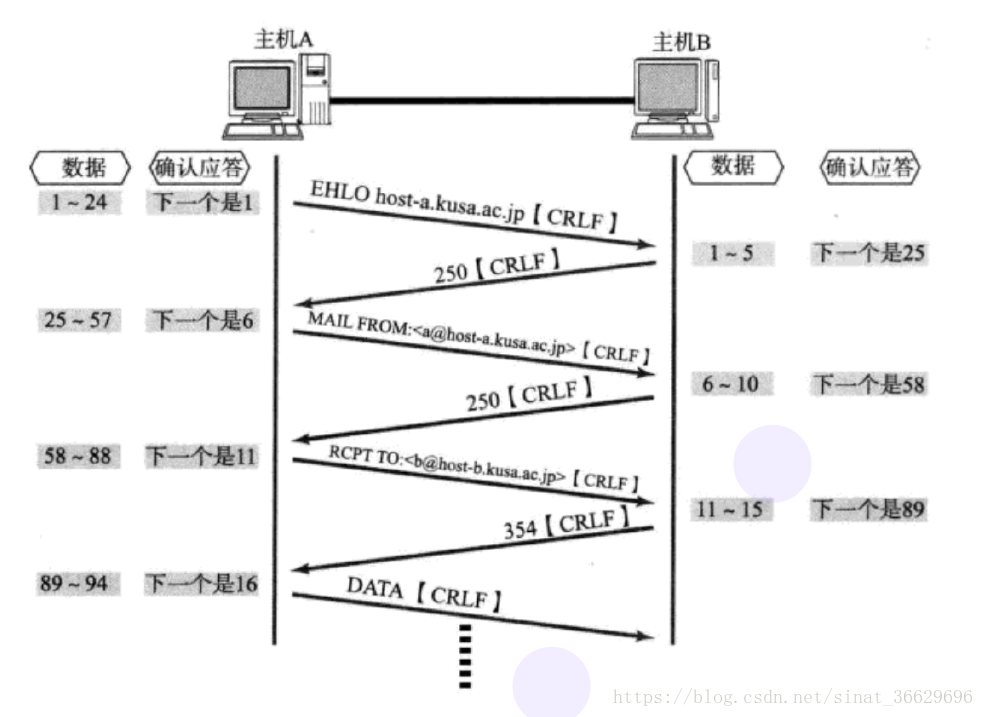 主机A
主机B
数据 确认应答
数据 确认应答
1~24 下一个是1
EHLO host-a.kusa.ac.jp【CRLF】
1~5 下一个是25
250【CRLF】
25~57 下一个是6
MAIL FROM:<a@host-a.kusa.ac.jp>【CRLF】
6~10 下一个是58
250【CRLF】
58~88 下一个是11
RCPT TO:<b@host-b.kusa.ac.jp>【CRLF】
11~15 下一个是89
354【CRLF】
89~94 下一个是16
DATA 【CRLF】
https://blog.csdn.net/sinat_36629696